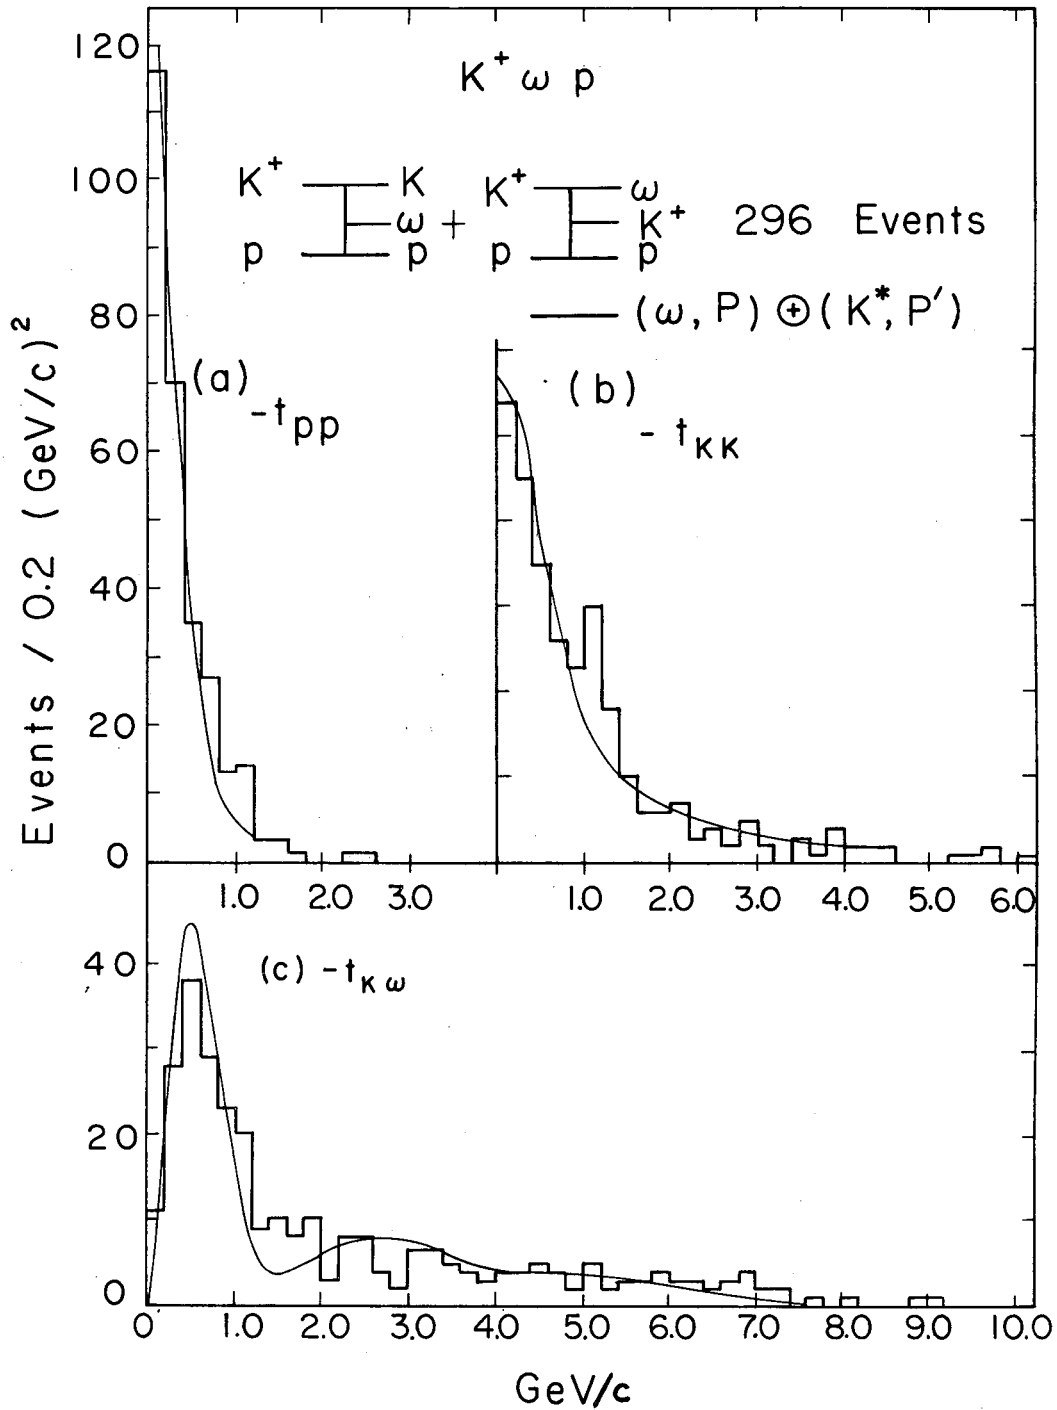 K⁺ ω p
K⁺ K K⁺ ω
ω + K⁺ 296 Events
p p p p
(ω, P) ⊕ (K*, P′)
(a) -t_pp
(b) - t_KK
Events / 0.2 (GeV/c)²
120
100
80
60
40
20
0
1.0 2.0 3.0 1.0 2.0 3.0 4.0 5.0 6.0
(c) -t_Kω
40
20
0
0 1.0 2.0 3.0 4.0 5.0 6.0 7.0 8.0 9.0 10.0
GeV/c